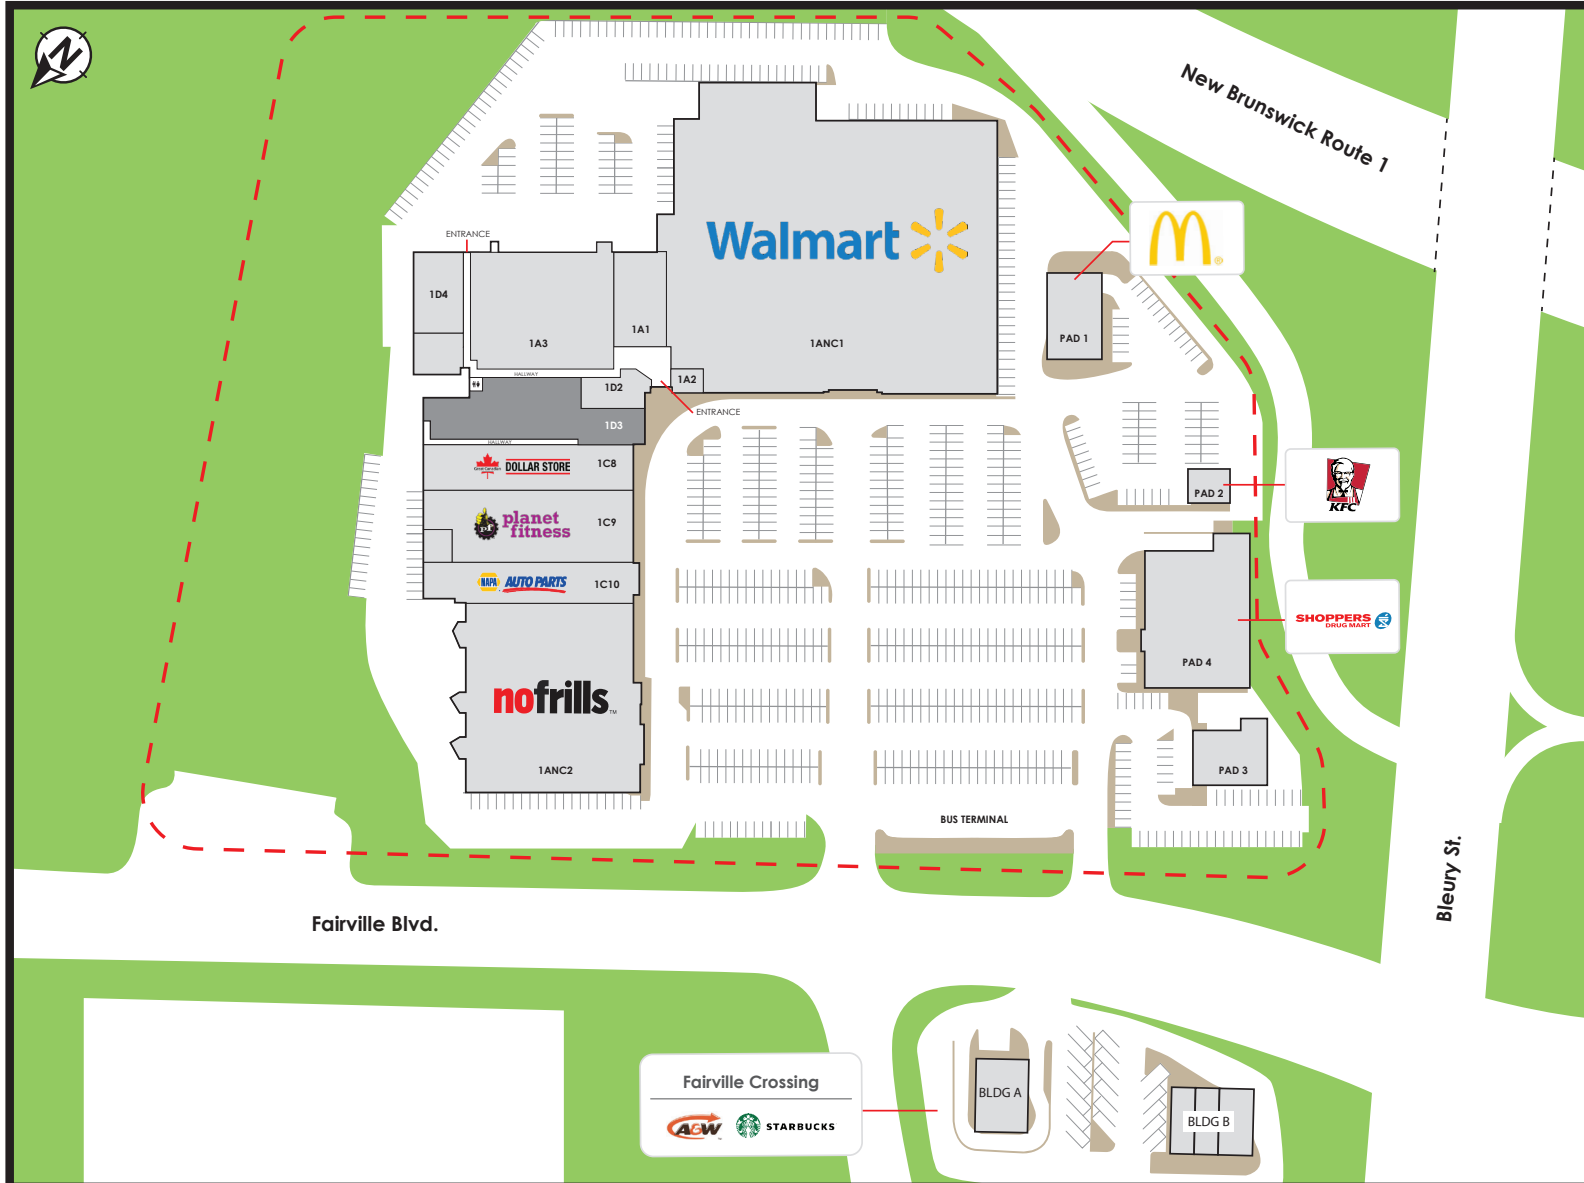 N
New Brunswick Route 1
Walmart
M
ENTRANCE
1D4
1A3
1A1
1ANC1
PAD 1
HALLWAY
1D2
1A2
ENTRANCE
1D3
HALLWAY
DOLLAR STORE
1C8
planet
fitness
1C9
NAPA AUTO PARTS
1C10
PAD 2
KFC
SHOPPERS
DRUG MART
PAD 4
nofrills™
1ANC2
PAD 3
BUS TERMINAL
Bleury St.
Fairville Blvd.
Fairville Crossing
A&W
STARBUCKS
BLDG A
BLDG B